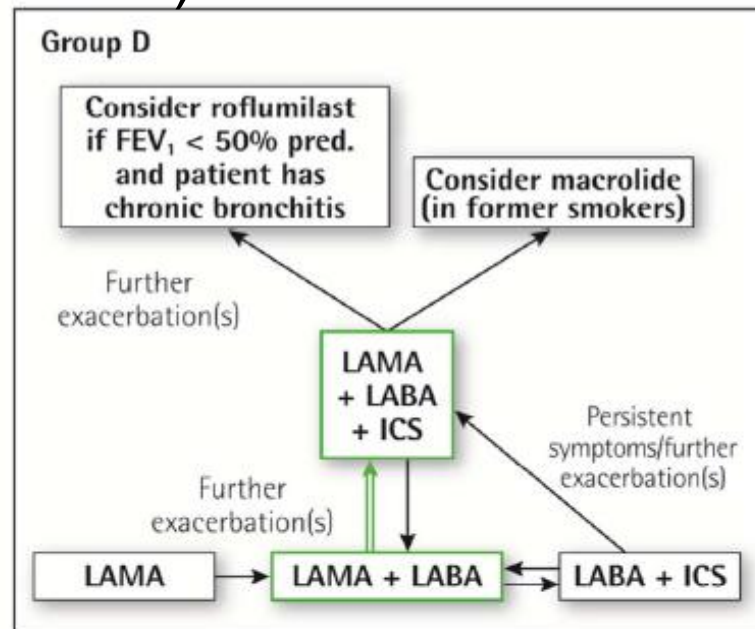 )
Group D
Consider roflumilast
if FEV₁ < 50% pred.
and patient has
chronic bronchitis
Consider macrolide
(in former smokers)
Further
exacerbation(s)
LAMA
+ LABA
+ ICS
Persistent
symptoms/further
exacerbation(s)
Further
exacerbation(s)
LAMA
LAMA + LABA
LABA + ICS